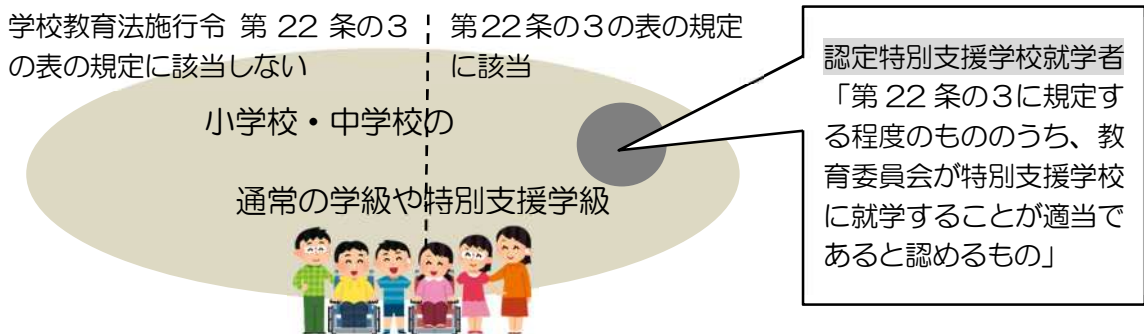 学校教育法施行令 第 22 条の3
の表の規定に該当しない
第22条の3の表の規定
に該当
小学校・中学校の
通常の学級や特別支援学級
認定特別支援学校就学者
「第 22 条の3に規定す
る程度のもののうち、教
育委員会が特別支援学校
に就学することが適当で
あると認めるもの」